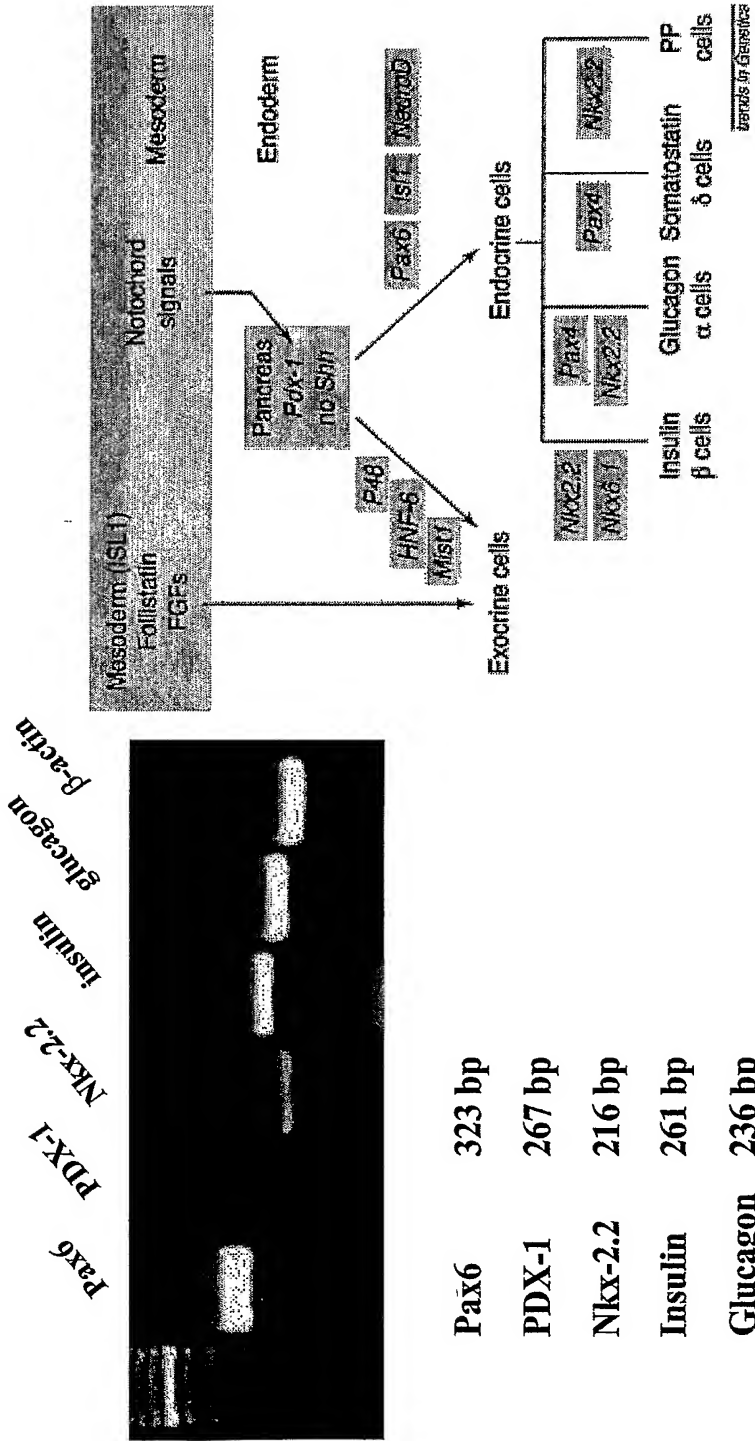 Pax6
PDX-1
Nkx-2.2
insulin
glucagon
β-actin
Pax6 323 bp
PDX-1 267 bp
Nkx-2.2 216 bp
Insulin 261 bp
Glucagon 236 bp
Mesoderm (ISL1)
Follistatin
FGFs
Notochord
signals
Mesoderm
Pancreas
Pdx-1
no Shh
Endoderm
P48
HNF-6
Mist1
Pax6 Isl1 NeuroD
Exocrine cells
Endocrine cells
Nkx2.2
Nkx6.1
Pax4
Nkx2.2
Pax4
Nkx2.2
Insulin
β cells
Glucagon
α cells
Somatostatin
δ cells
PP
cells
trends in Genetics